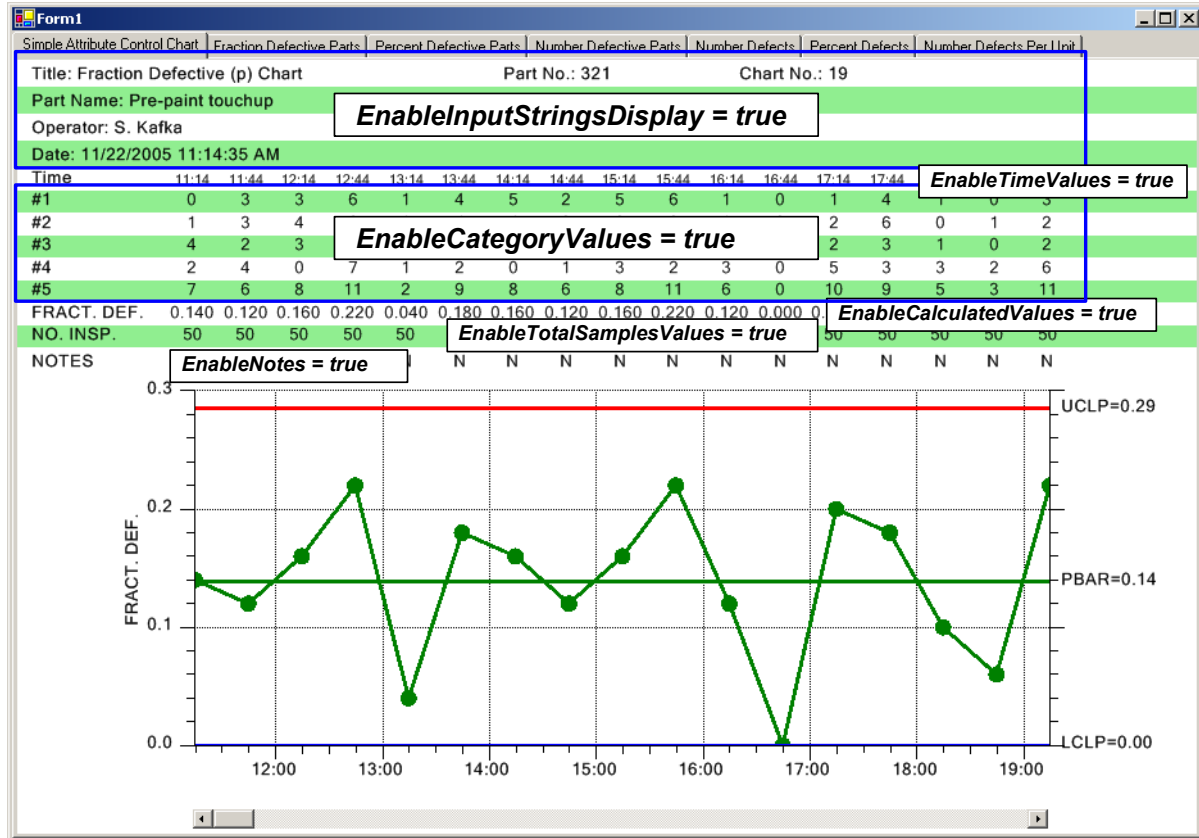 Form1
Simple Attribute Control Chart Fraction Defective Parts Percent Defective Parts Number Defective Parts Number Defects Percent Defects Number Defects Per Unit
Title: Fraction Defective (p) Chart Part No.: 321 Chart No.: 19
Part Name: Pre-paint touchup
EnableInputStringsDisplay = true
Operator: S. Kafka
Date: 11/22/2005 11:14:35 AM
Time 11:14 11:44 12:14 12:44 13:14 13:44 14:14 14:44 15:14 15:44 16:14 16:44 17:14 17:44
EnableTimeValues = true
#1 0 3 3 6 1 4 5 2 5 6 1 0 1 4 1 0 3
#2 1 3 4 2 6 0 1 2
EnableCategoryValues = true
#3 4 2 3 2 3 1 0 2
#4 2 4 0 7 1 2 0 1 3 2 3 0 5 3 3 2 6
#5 7 6 8 11 2 9 8 6 8 11 6 0 10 9 5 3 11
FRACT. DEF. 0.140 0.120 0.160 0.220 0.040 0.180 0.160 0.120 0.160 0.220 0.120 0.000
EnableCalculatedValues = true
NO. INSP. 50 50 50 50 50 50 50 50 50 50
EnableTotalSamplesValues = true
NOTES N N N N N N N N N N N N
EnableNotes = true
0.3
UCLP=0.29
0.2
FRACT. DEF.
PBAR=0.14
0.1
0.0
LCLP=0.00
12:00 13:00 14:00 15:00 16:00 17:00 18:00 19:00